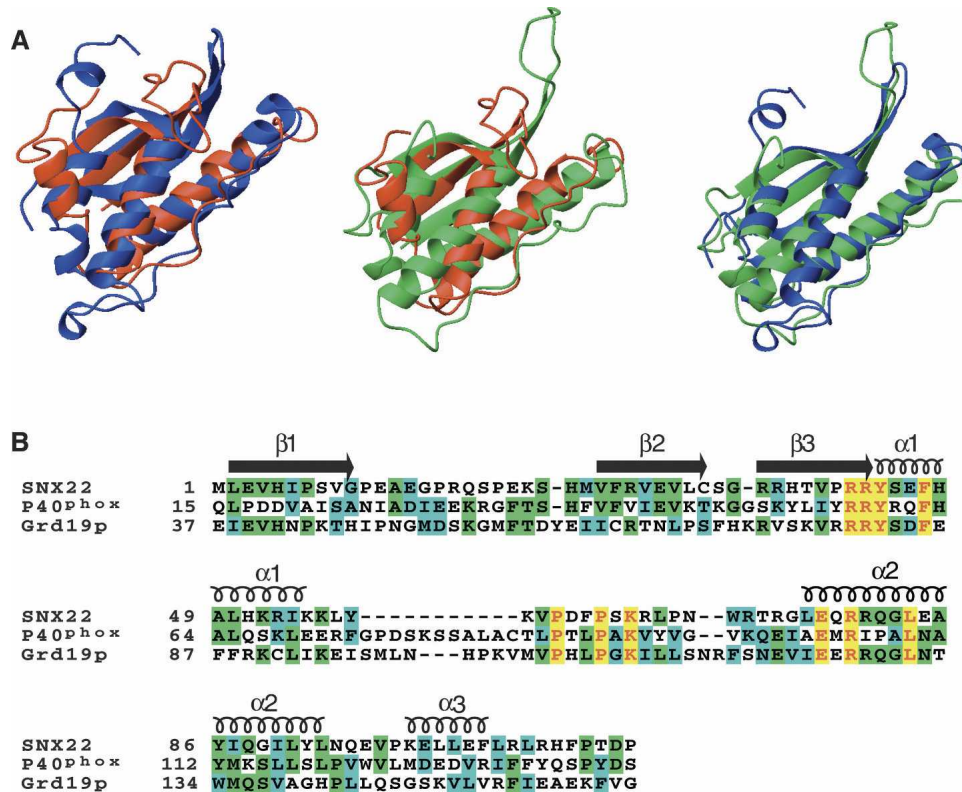 A
B
β1 β2 β3 α1
SNX22 1 MLEVHIPSVGPEAEGPRQSPEKS-HMVFRVEVLCSG-RRHTVPRRYSEFH
P40phox 15 QLPDDVAISANIADIEEKRGFTS-HFVFVIEVKTKGGSKYLIYRRYRQFH
Grd19p 37 EIEVHNPKTHIPNGMDSKGMFTDYEIICRTNLPSFHKRVSKVRRRYSDFE
α1 α2
SNX22 49 ALHKRIKKLY-----------KVPDFPSKRLPN--WRTRGLEQRRQGLEA
P40phox 64 ALQSKLEERFGPDSKSSALACTLPTLPAKVYVG--VKQEIAEMRIPALNA
Grd19p 87 FFRKCLIKEISMLN---HPKVMVPHLPGKILLSNRFSNEVIEERRQGLNT
α2 α3
SNX22 86 YIQGILYLNQEVPKELLEFLRLRHFPTDP
P40phox 112 YMKSLLSLPVWVLMDEDVRIFFYQSPYDS
Grd19p 134 WMQSVAGHPLLQSGSKVLVRFIEAEKFVG